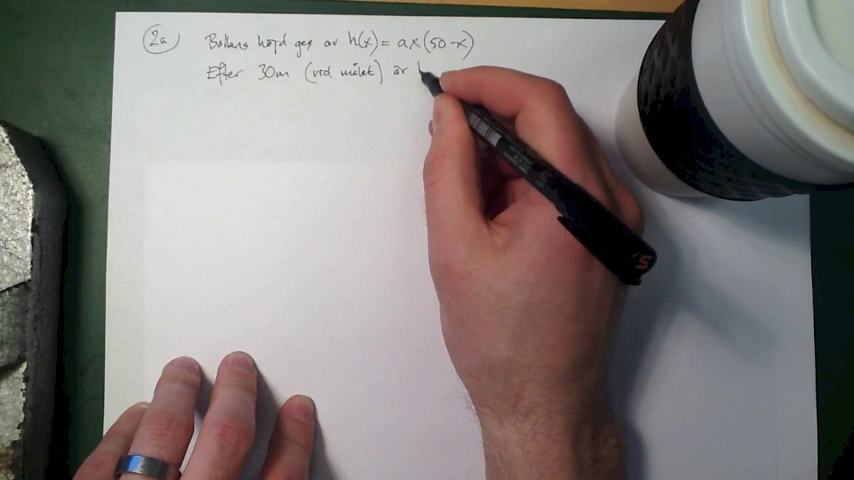 2a Bollens höjd ges av h(x) = ax(50-x)
Efter 30m (vid målet) är